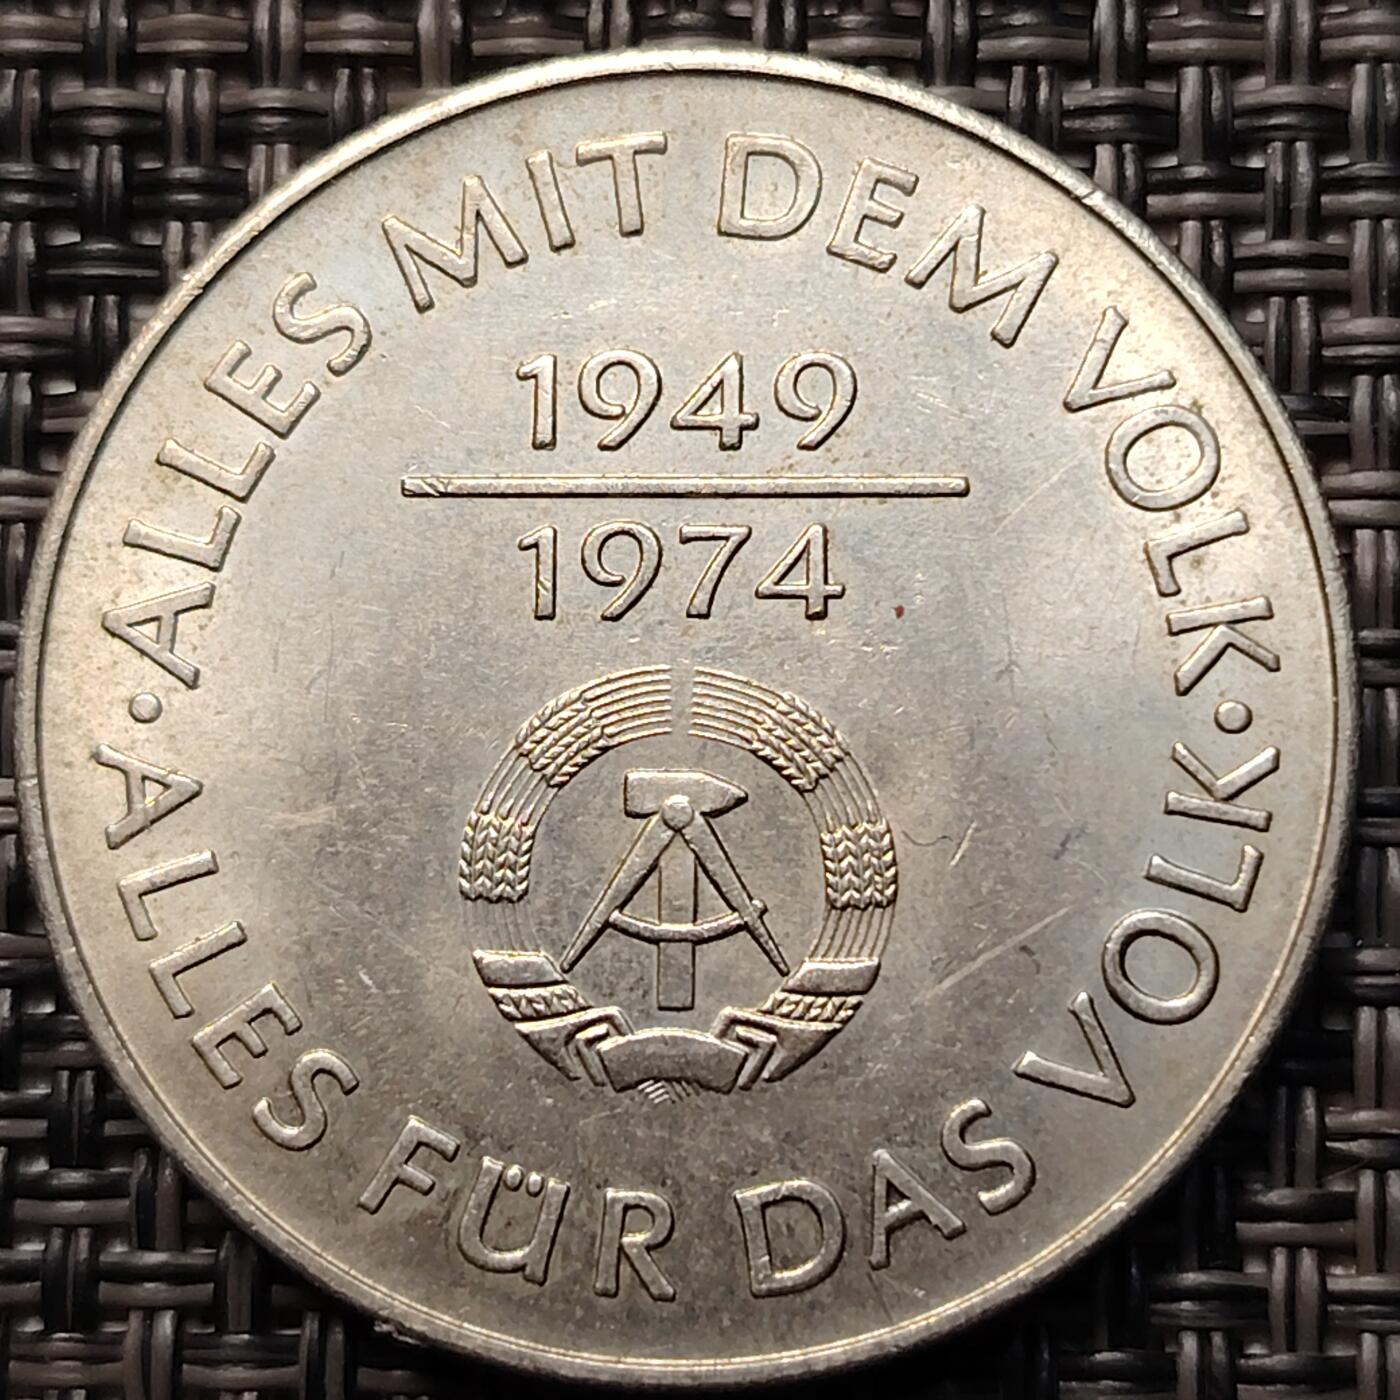 ·ALLES MIT DEM VOLK·
1949
1974
ALLES FÜR DAS VOLK